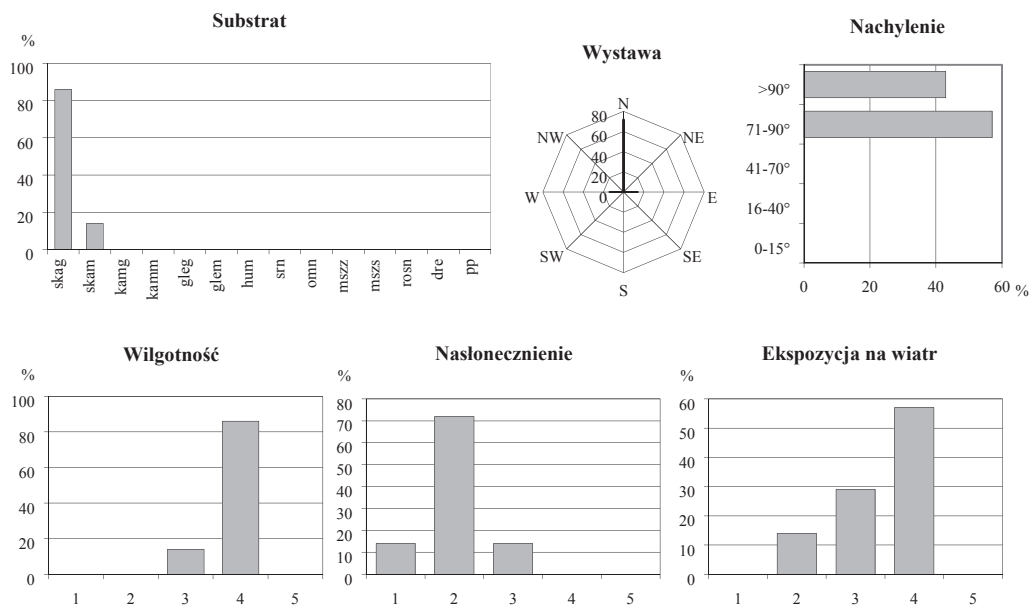 Substrat
%
100
80
60
40
20
0
skag
skam
kamg
kamm
gleg
glem
hum
srn
omn
mszz
mszs
rosn
dre
pp
Wystawa
N
NE
E
SE
S
SW
W
NW
80
60
40
20
0
Nachylenie
>90°
71-90°
41-70°
16-40°
0-15°
0 20 40 60 %
Wilgotność
%
100
80
60
40
20
0
1 2 3 4 5
Nasłonecznienie
%
80
70
60
50
40
30
20
10
0
1 2 3 4 5
Ekspozycja na wiatr
%
60
50
40
30
20
10
0
1 2 3 4 5